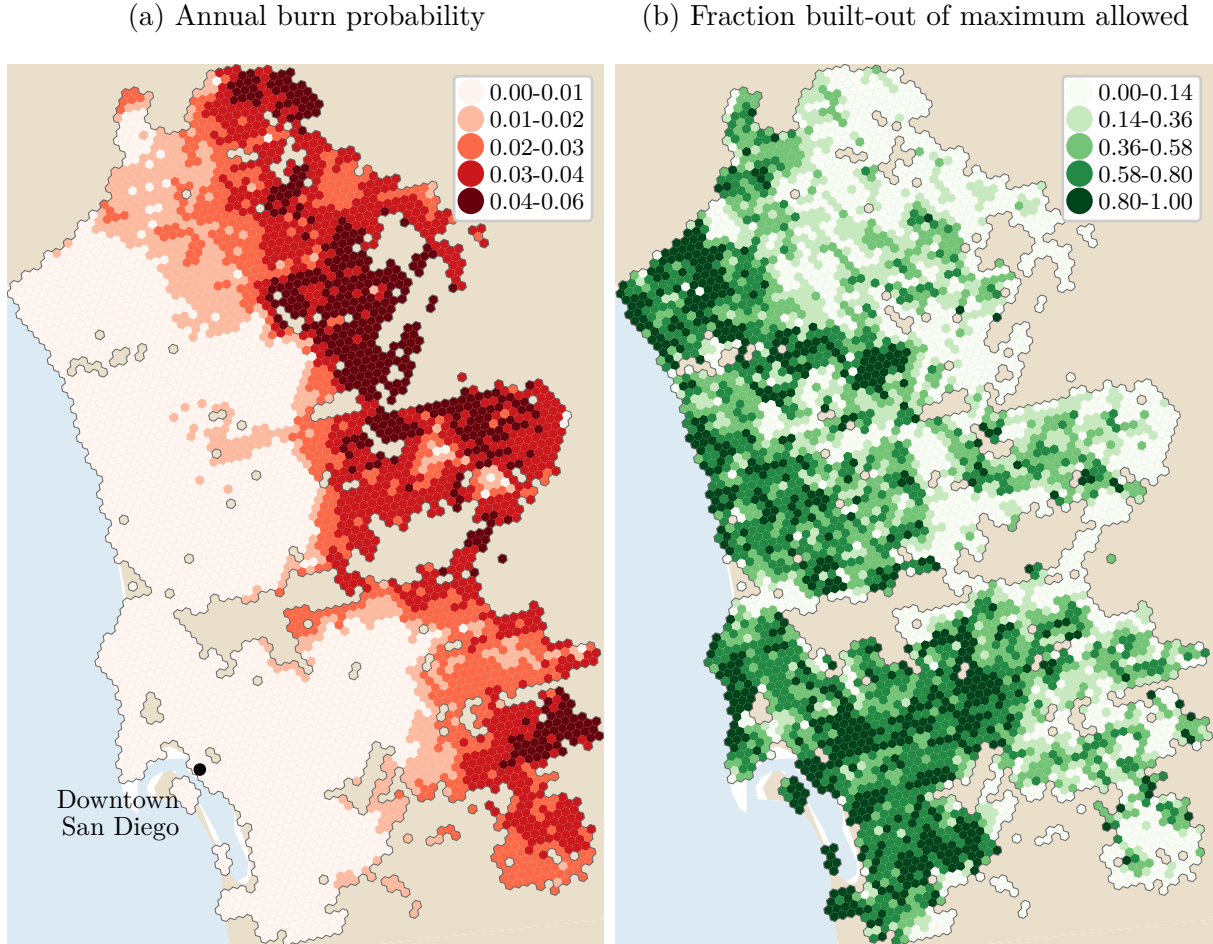 (a) Annual burn probability
0.00-0.01
0.01-0.02
0.02-0.03
0.03-0.04
0.04-0.06
Downtown
San Diego
(b) Fraction built-out of maximum allowed
0.00-0.14
0.14-0.36
0.36-0.58
0.58-0.80
0.80-1.00